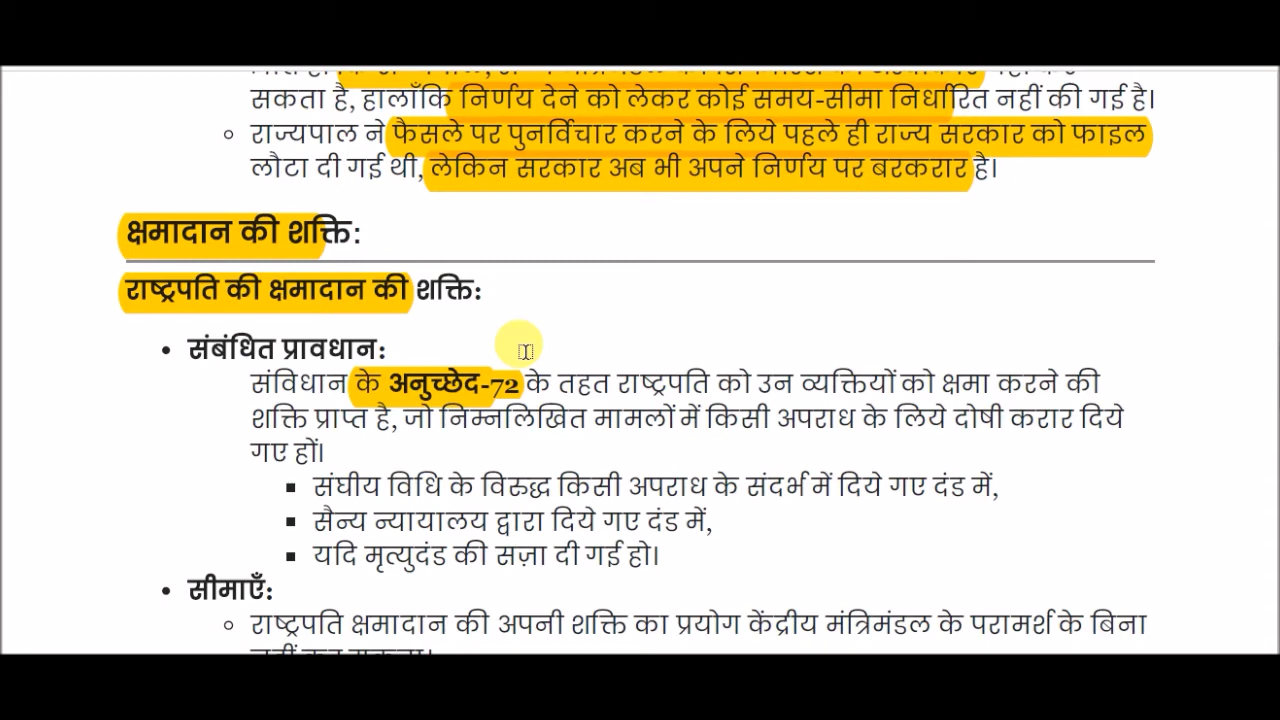 सकता है, हालाँकि निर्णय देने को लेकर कोई समय-सीमा निर्धारित नहीं की गई है।
राज्यपाल ने फैसले पर पुनर्विचार करने के लिये पहले ही राज्य सरकार को फाइल
लौटा दी गई थी, लेकिन सरकार अब भी अपने निर्णय पर बरकरार है।
क्षमादान की शक्ति:
राष्ट्रपति की क्षमादान की शक्ति:
संबंधित प्रावधान:
संविधान के अनुच्छेद-72 के तहत राष्ट्रपति को उन व्यक्तियों को क्षमा करने की
शक्ति प्राप्त है, जो निम्नलिखित मामलों में किसी अपराध के लिये दोषी करार दिये
गए हों।
संघीय विधि के विरुद्ध किसी अपराध के संदर्भ में दिये गए दंड में,
सैन्य न्यायालय द्वारा दिये गए दंड में,
यदि मृत्युदंड की सज़ा दी गई हो।
सीमाएँ:
राष्ट्रपति क्षमादान की अपनी शक्ति का प्रयोग केंद्रीय मंत्रिमंडल के परामर्श के बिना